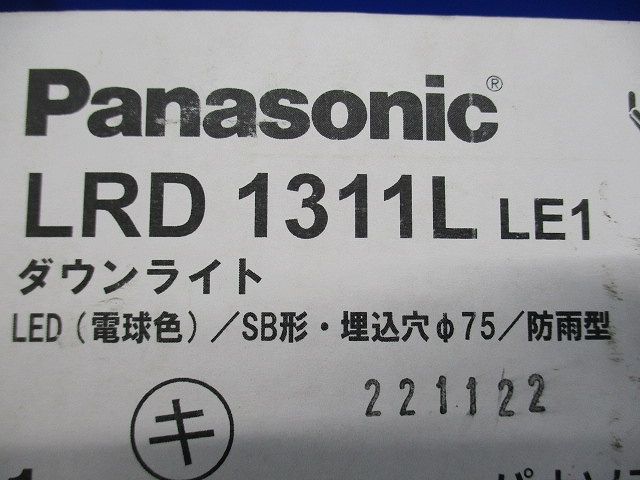 Panasonic®
LRD 1311L LE1
ダウンライト
LED（電球色）／SB形・埋込穴φ75／防雨型
221122
キ